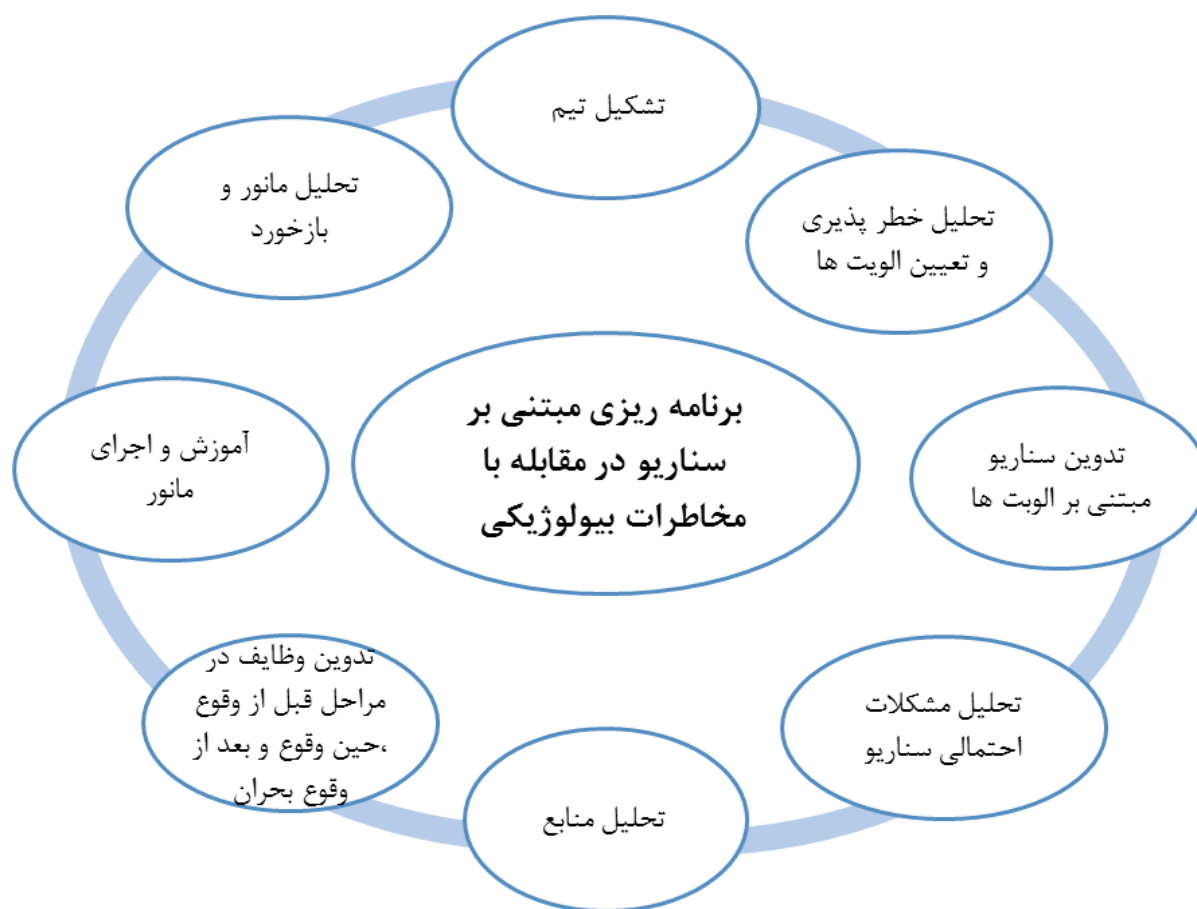 تشکیل تیم
تحلیل خطر پذیری
و تعیین الویت ها
تدوین سناریو
مبتنی بر الوبت ها
تحلیل مشکلات
احتمالی سناریو
تحلیل منابع
تدوین وظایف در
مراحل قبل از وقوع
،حین وقوع و بعد از
وقوع بحران
آموزش و اجرای
مانور
تحلیل مانور و
بازخورد
برنامه ریزی مبتنی بر
سناریو در مقابله با
مخاطرات بیولوژیکی